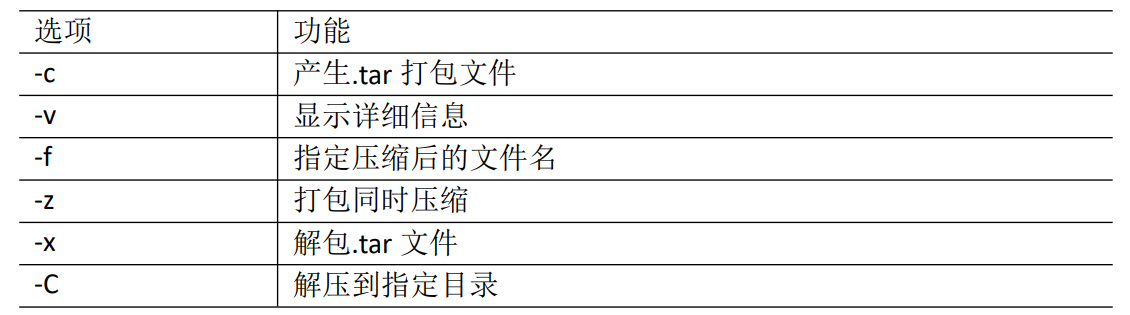 选项 功能
-c 产生.tar 打包文件
-v 显示详细信息
-f 指定压缩后的文件名
-z 打包同时压缩
-x 解包.tar 文件
-C 解压到指定目录